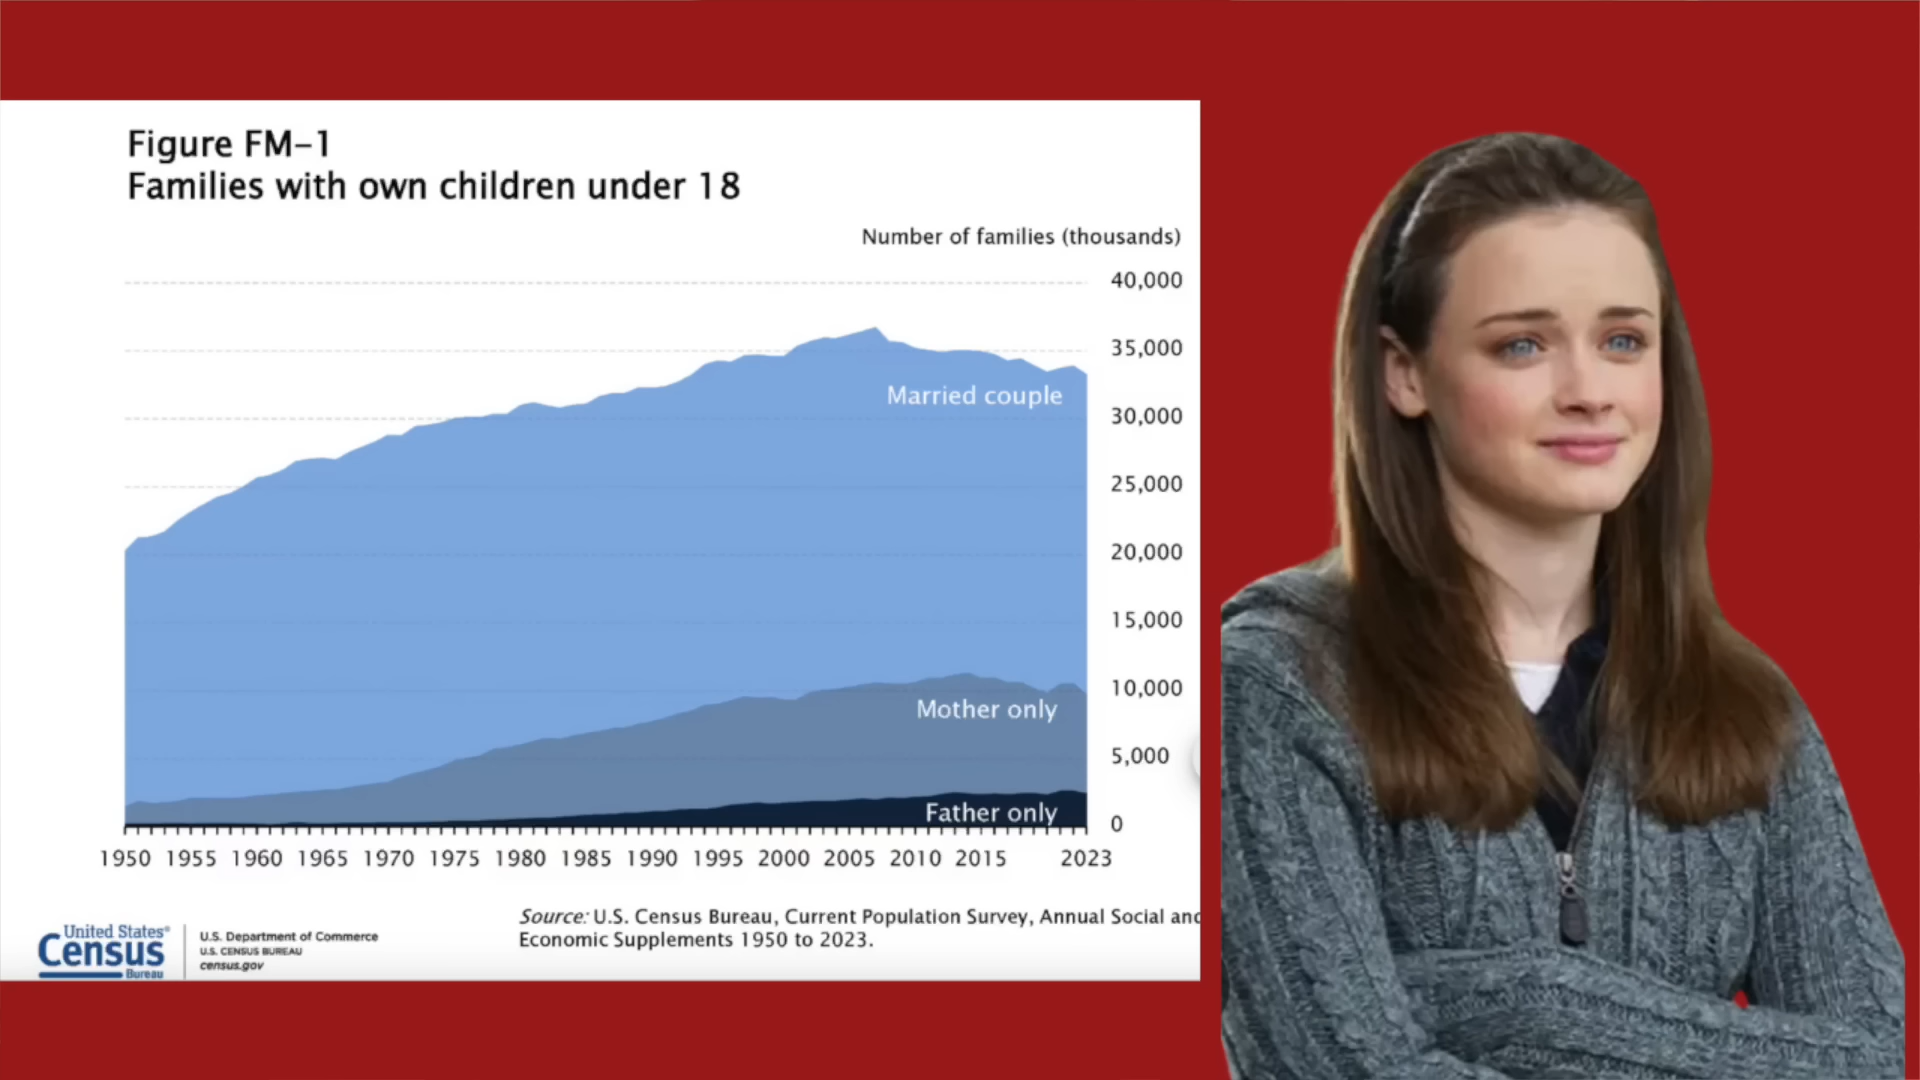 Figure FM–1
Families with own children under 18
Number of families (thousands)
40,000
35,000
Married couple
30,000
25,000
20,000
15,000
10,000
Mother only
5,000
Father only
0
1950 1955 1960 1965 1970 1975 1980 1985 1990 1995 2000 2005 2010 2015 2023
Source: U.S. Census Bureau, Current Population Survey, Annual Social and
Economic Supplements 1950 to 2023.
United States®
Census
Bureau
U.S. Department of Commerce
U.S. CENSUS BUREAU
census.gov